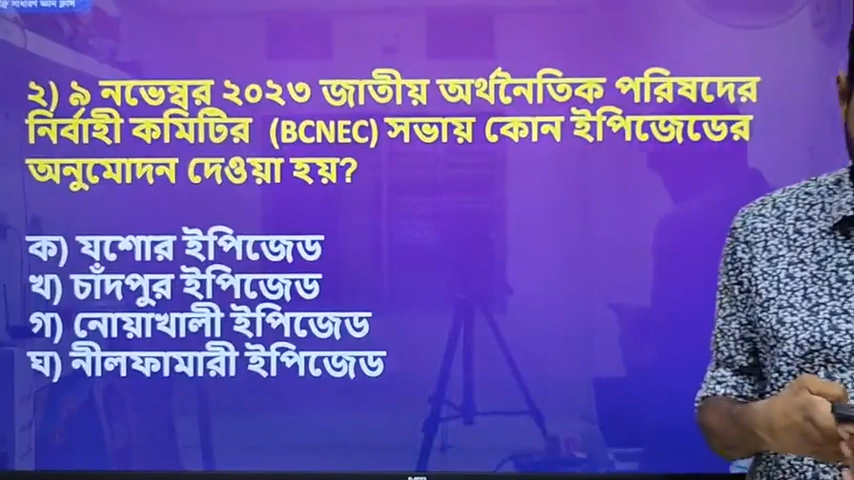 সাধারণ জ্ঞান ক্লাস
২) ৯ নভেম্বর ২০২৩ জাতীয় অর্থনৈতিক পরিষদের
নির্বাহী কমিটির (BCNEC) সভায় কোন ইপিজেডের
অনুমোদন দেওয়া হয়?
ক) যশোর ইপিজেড
খ) চাঁদপুর ইপিজেড
গ) নোয়াখালী ইপিজেড
ঘ) নীলফামারী ইপিজেড